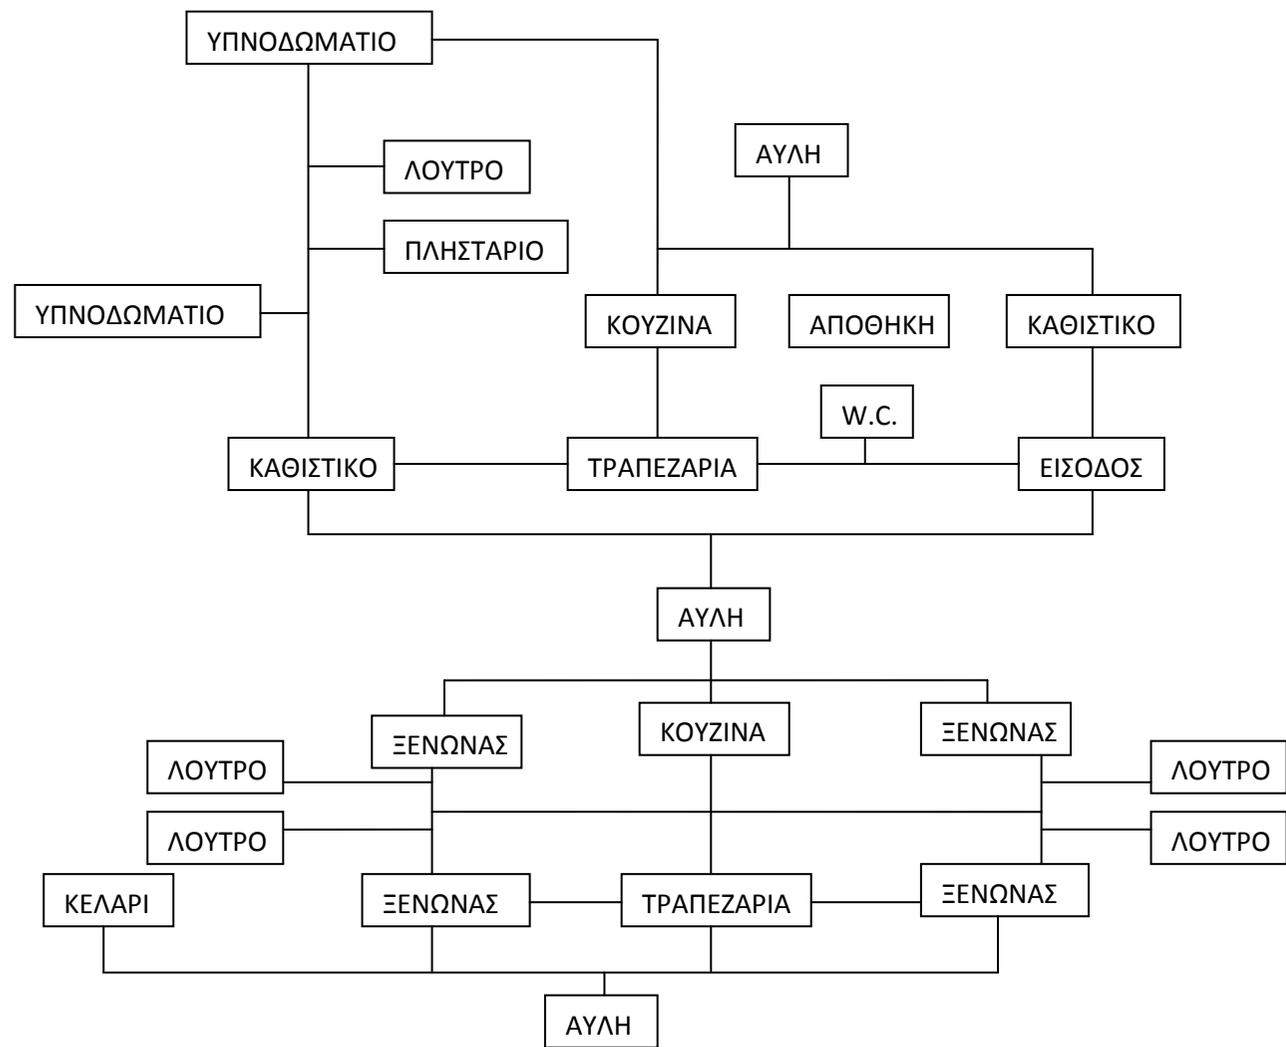 ΥΠΝΟΔΩΜΑΤΙΟ
ΑΥΛΗ
ΛΟΥΤΡΟ
ΠΛΗΣΤΑΡΙΟ
ΥΠΝΟΔΩΜΑΤΙΟ
ΚΟΥΖΙΝΑ
ΑΠΟΘΗΚΗ
ΚΑΘΙΣΤΙΚΟ
W.C.
ΚΑΘΙΣΤΙΚΟ
ΤΡΑΠΕΖΑΡΙΑ
ΕΙΣΟΔΟΣ
ΑΥΛΗ
ΞΕΝΩΝΑΣ
ΚΟΥΖΙΝΑ
ΞΕΝΩΝΑΣ
ΛΟΥΤΡΟ
ΛΟΥΤΡΟ
ΛΟΥΤΡΟ
ΛΟΥΤΡΟ
ΚΕΛΑΡΙ
ΞΕΝΩΝΑΣ
ΤΡΑΠΕΖΑΡΙΑ
ΞΕΝΩΝΑΣ
ΑΥΛΗ